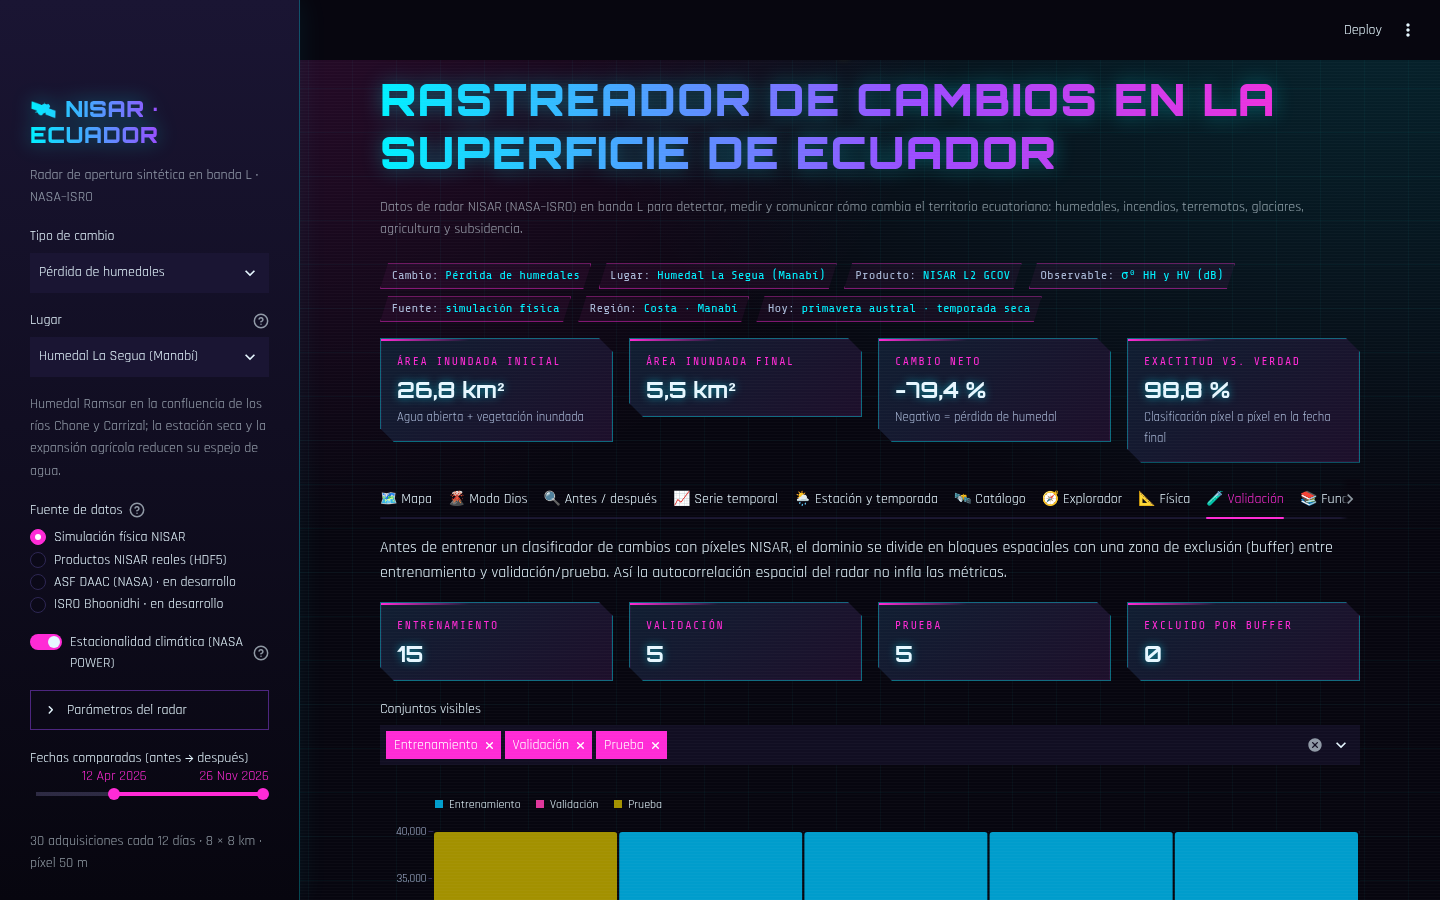 Deploy
NISAR ·
ECUADOR
Radar de apertura sintética en banda L ·
NASA-ISRO
Tipo de cambio
Pérdida de humedales
Lugar
Humedal La Segua (Manabí)
Humedal Ramsar en la confluencia de los
ríos Chone y Carrizal; la estación seca y la
expansión agrícola reducen su espejo de
agua.
Fuente de datos
Simulación física NISAR
Productos NISAR reales (HDF5)
ASF DAAC (NASA) · en desarrollo
ISRO Bhoonidhi · en desarrollo
Estacionalidad climática (NASA
POWER)
Parámetros del radar
Fechas comparadas (antes → después)
12 Apr 2026 26 Nov 2026
30 adquisiciones cada 12 días · 8 × 8 km ·
píxel 50 m
RASTREADOR DE CAMBIOS EN LA
SUPERFICIE DE ECUADOR
Datos de radar NISAR (NASA-ISRO) en banda L para detectar, medir y comunicar cómo cambia el territorio ecuatoriano: humedales, incendios, terremotos, glaciares,
agricultura y subsidencia.
Cambio: Pérdida de humedales Lugar: Humedal La Segua (Manabí) Producto: NISAR L2 GCOV Observable: σ⁰ HH y HV (dB)
Fuente: simulación física Región: Costa · Manabí Hoy: primavera austral · temporada seca
ÁREA INUNDADA INICIAL
26,8 km²
Agua abierta + vegetación inundada
ÁREA INUNDADA FINAL
5,5 km²
CAMBIO NETO
-79,4 %
Negativo = pérdida de humedal
EXACTITUD VS. VERDAD
98,8 %
Clasificación píxel a píxel en la fecha
final
Mapa Modo Dios Antes / después Serie temporal Estación y temporada Catálogo Explorador Física Validación Func
Antes de entrenar un clasificador de cambios con píxeles NISAR, el dominio se divide en bloques espaciales con una zona de exclusión (buffer) entre
entrenamiento y validación/prueba. Así la autocorrelación espacial del radar no infla las métricas.
ENTRENAMIENTO
15
VALIDACIÓN
5
PRUEBA
5
EXCLUIDO POR BUFFER
0
Conjuntos visibles
Entrenamiento Validación Prueba
Entrenamiento Validación Prueba
40,000
35,000